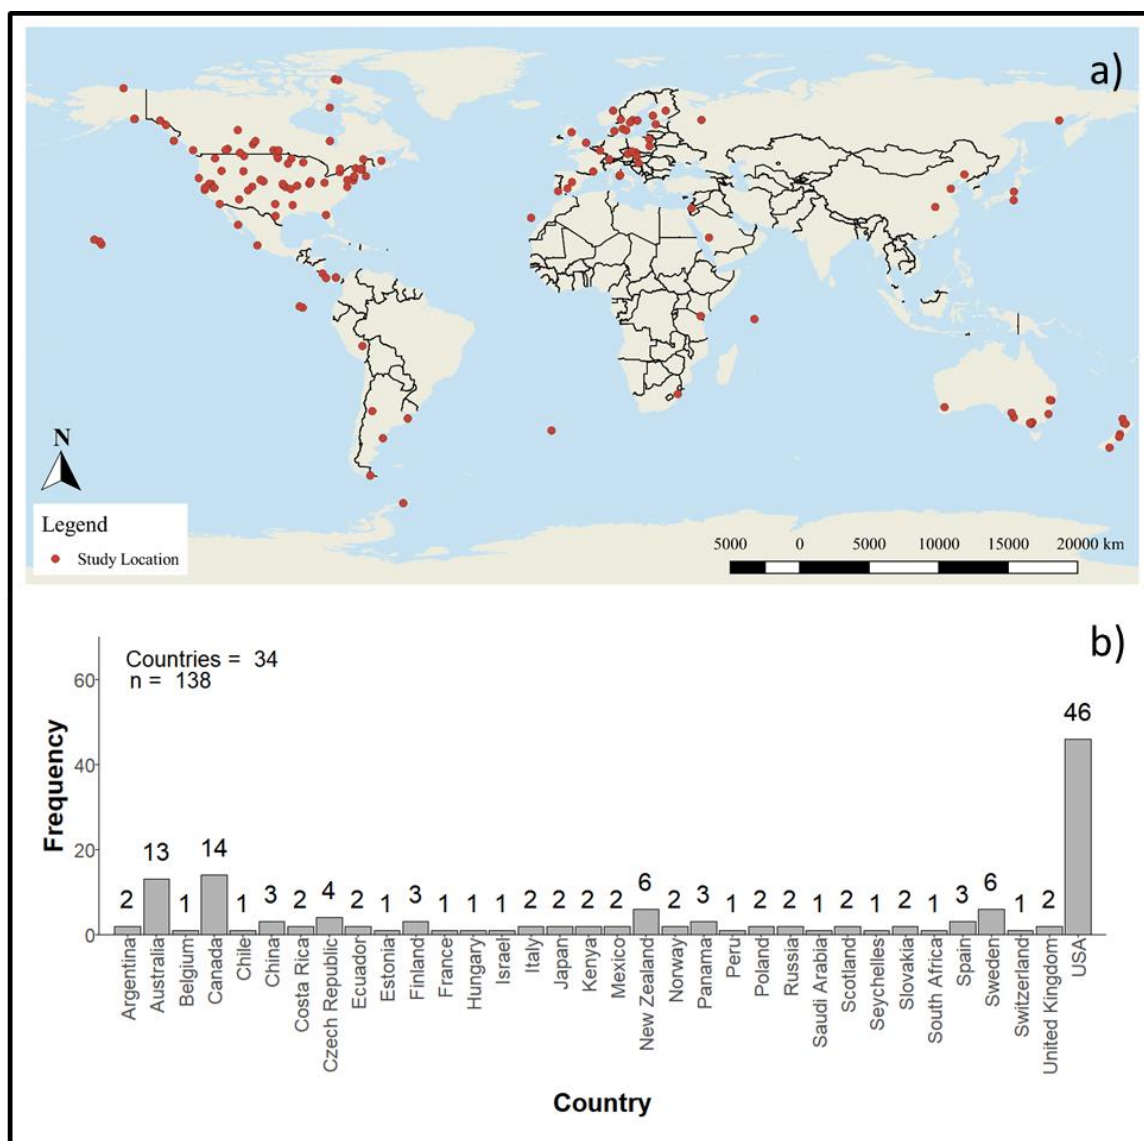 a)
N
Legend
Study Location
5000 0 5000 10000 15000 20000 km
b)
Countries = 34
n = 138
Frequency
60
40
20
0
2 13 1 14 1 3 2 4 2 1 3 1 1 1 2 2 2 2 6 2 3 1 2 2 1 2 1 2 1 3 6 1 2 46
Argentina
Australia
Belgium
Canada
Chile
China
Costa Rica
Czech Republic
Ecuador
Estonia
Finland
France
Hungary
Israel
Italy
Japan
Kenya
Mexico
New Zealand
Norway
Panama
Peru
Poland
Russia
Saudi Arabia
Scotland
Seychelles
Slovakia
South Africa
Spain
Sweden
Switzerland
United Kingdom
USA
Country